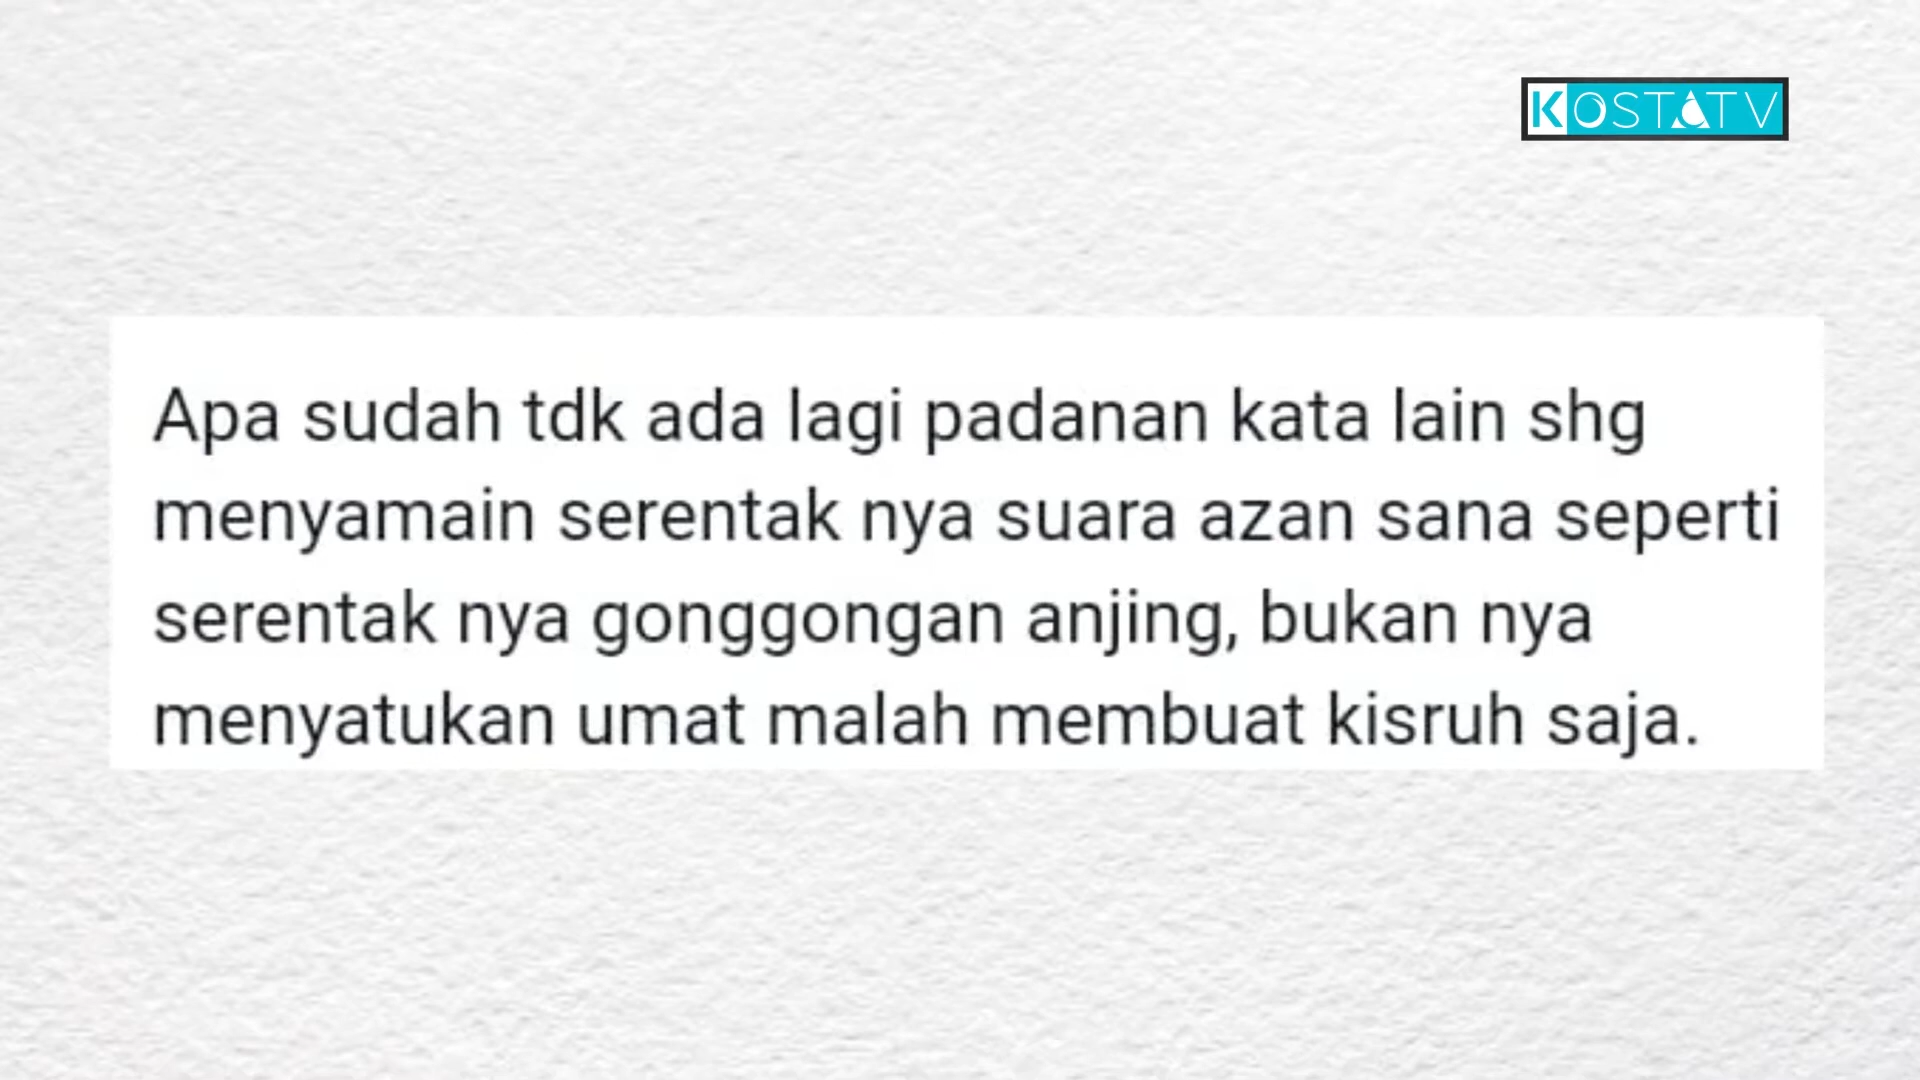 KOSTATV
Apa sudah tdk ada lagi padanan kata lain shg
menyamain serentak nya suara azan sana seperti
serentak nya gonggongan anjing, bukan nya
menyatukan umat malah membuat kisruh saja.